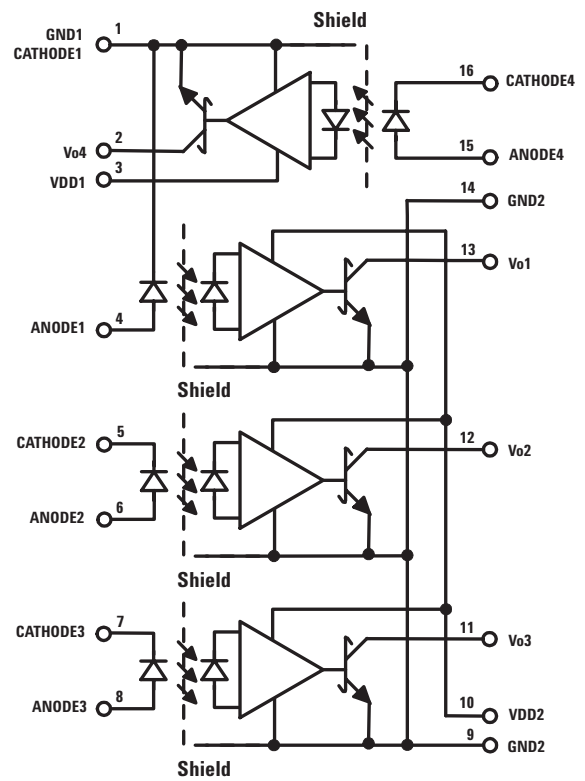 Shield
GND1
CATHODE1
1
16
CATHODE4
2
Vo4
3
VDD1
15
ANODE4
14
GND2
13
Vo1
4
ANODE1
Shield
5
CATHODE2
12
Vo2
6
ANODE2
Shield
7
CATHODE3
11
Vo3
8
ANODE3
10
VDD2
9
GND2
Shield